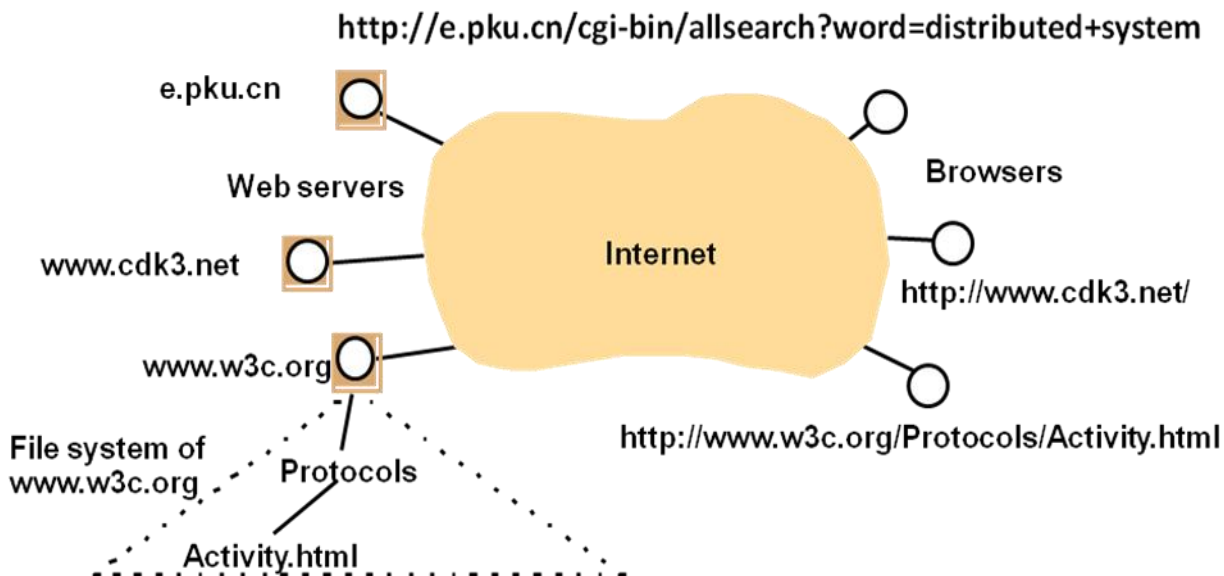 http://e.pku.cn/cgi-bin/allsearch?word=distributed+system
e.pku.cn
Browsers
Web servers
Internet
www.cdk3.net
http://www.cdk3.net/
www.w3c.org
http://www.w3c.org/Protocols/Activity.html
File system of
www.w3c.org
Protocols
Activity.html